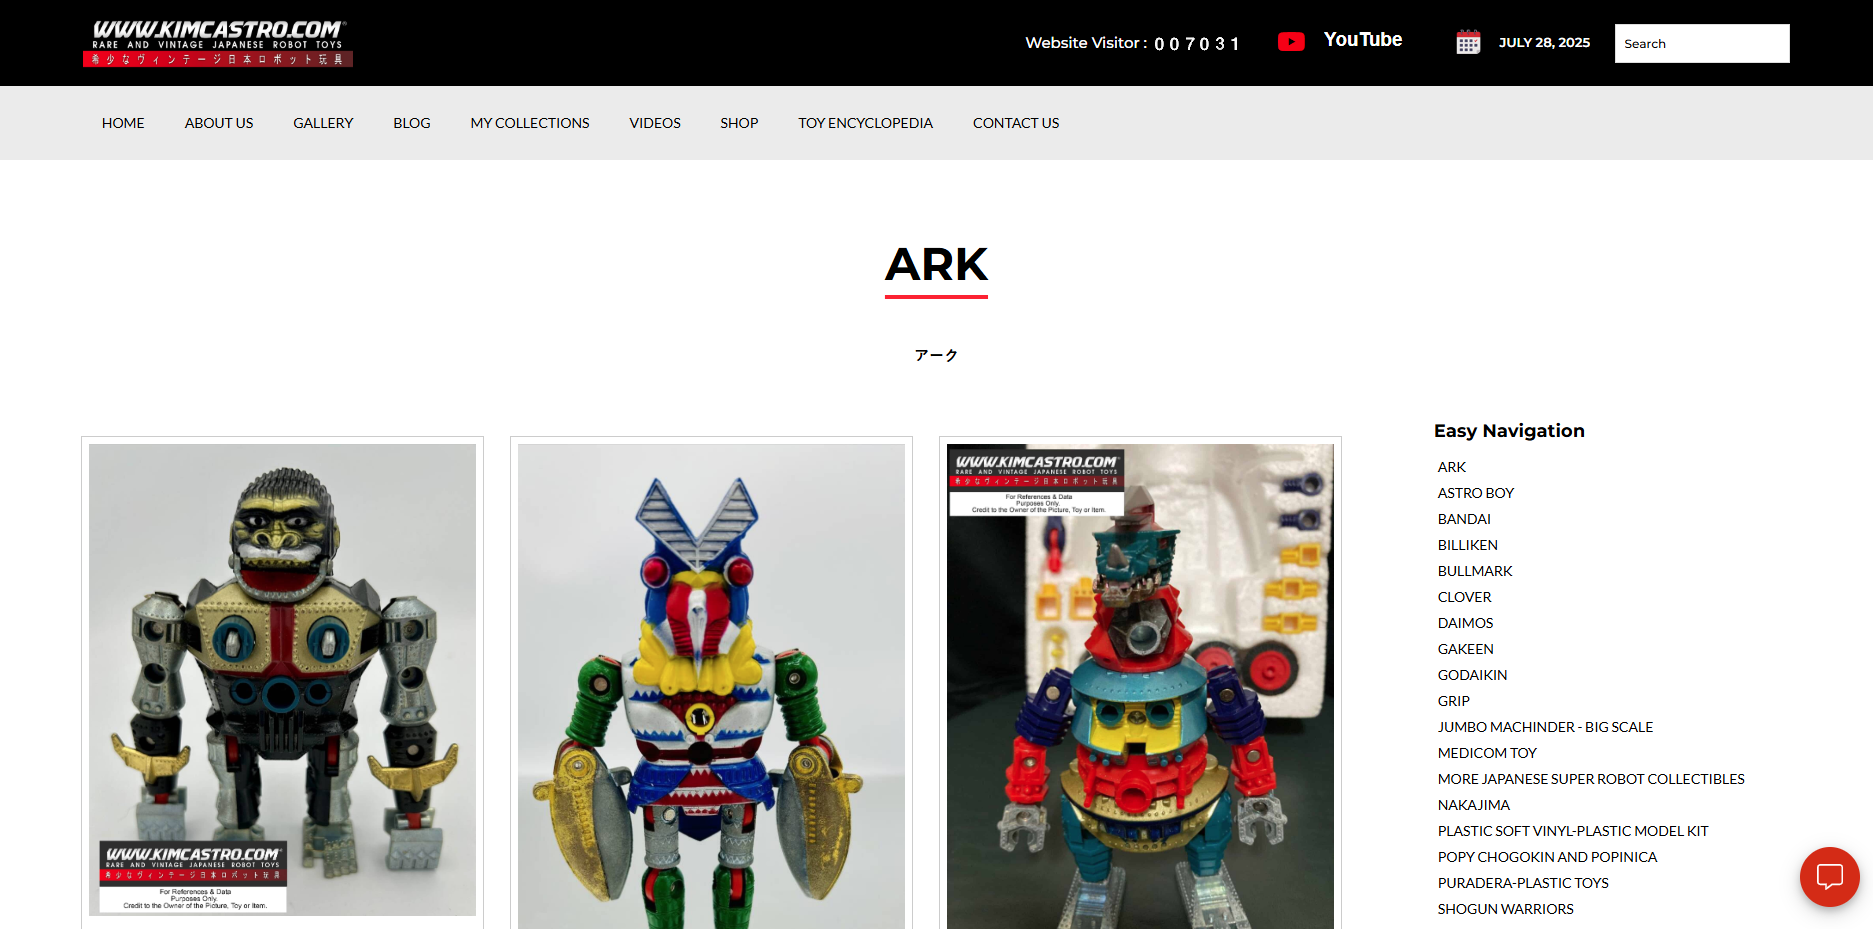 WWW.KIMCASTRO.COM
RARE AND VINTAGE JAPANESE ROBOT TOYS
希少なヴィンテージ日本ロボット玩具
Website Visitor : 007031
YouTube
JULY 28, 2025
Search
HOME
ABOUT US
GALLERY
BLOG
MY COLLECTIONS
VIDEOS
SHOP
TOY ENCYCLOPEDIA
CONTACT US
ARK
アーク
WWW.KIMCASTRO.COM
RARE AND VINTAGE JAPANESE ROBOT TOYS
希少なヴィンテージ日本ロボット玩具
For References & Data
Purposes Only.
Credit to the Owner of the Picture, Toy or Item.
WWW.KIMCASTRO.COM
RARE AND VINTAGE JAPANESE ROBOT TOYS
希少なヴィンテージ日本ロボット玩具
For References & Data
Purposes Only.
Credit to the Owner of the Picture, Toy or Item.
Easy Navigation
ARK
ASTRO BOY
BANDAI
BILLIKEN
BULLMARK
CLOVER
DAIMOS
GAKEEN
GODAIKIN
GRIP
JUMBO MACHINDER - BIG SCALE
MEDICOM TOY
MORE JAPANESE SUPER ROBOT COLLECTIBLES
NAKAJIMA
PLASTIC SOFT VINYL-PLASTIC MODEL KIT
POPY CHOGOKIN AND POPINICA
PURADERA-PLASTIC TOYS
SHOGUN WARRIORS